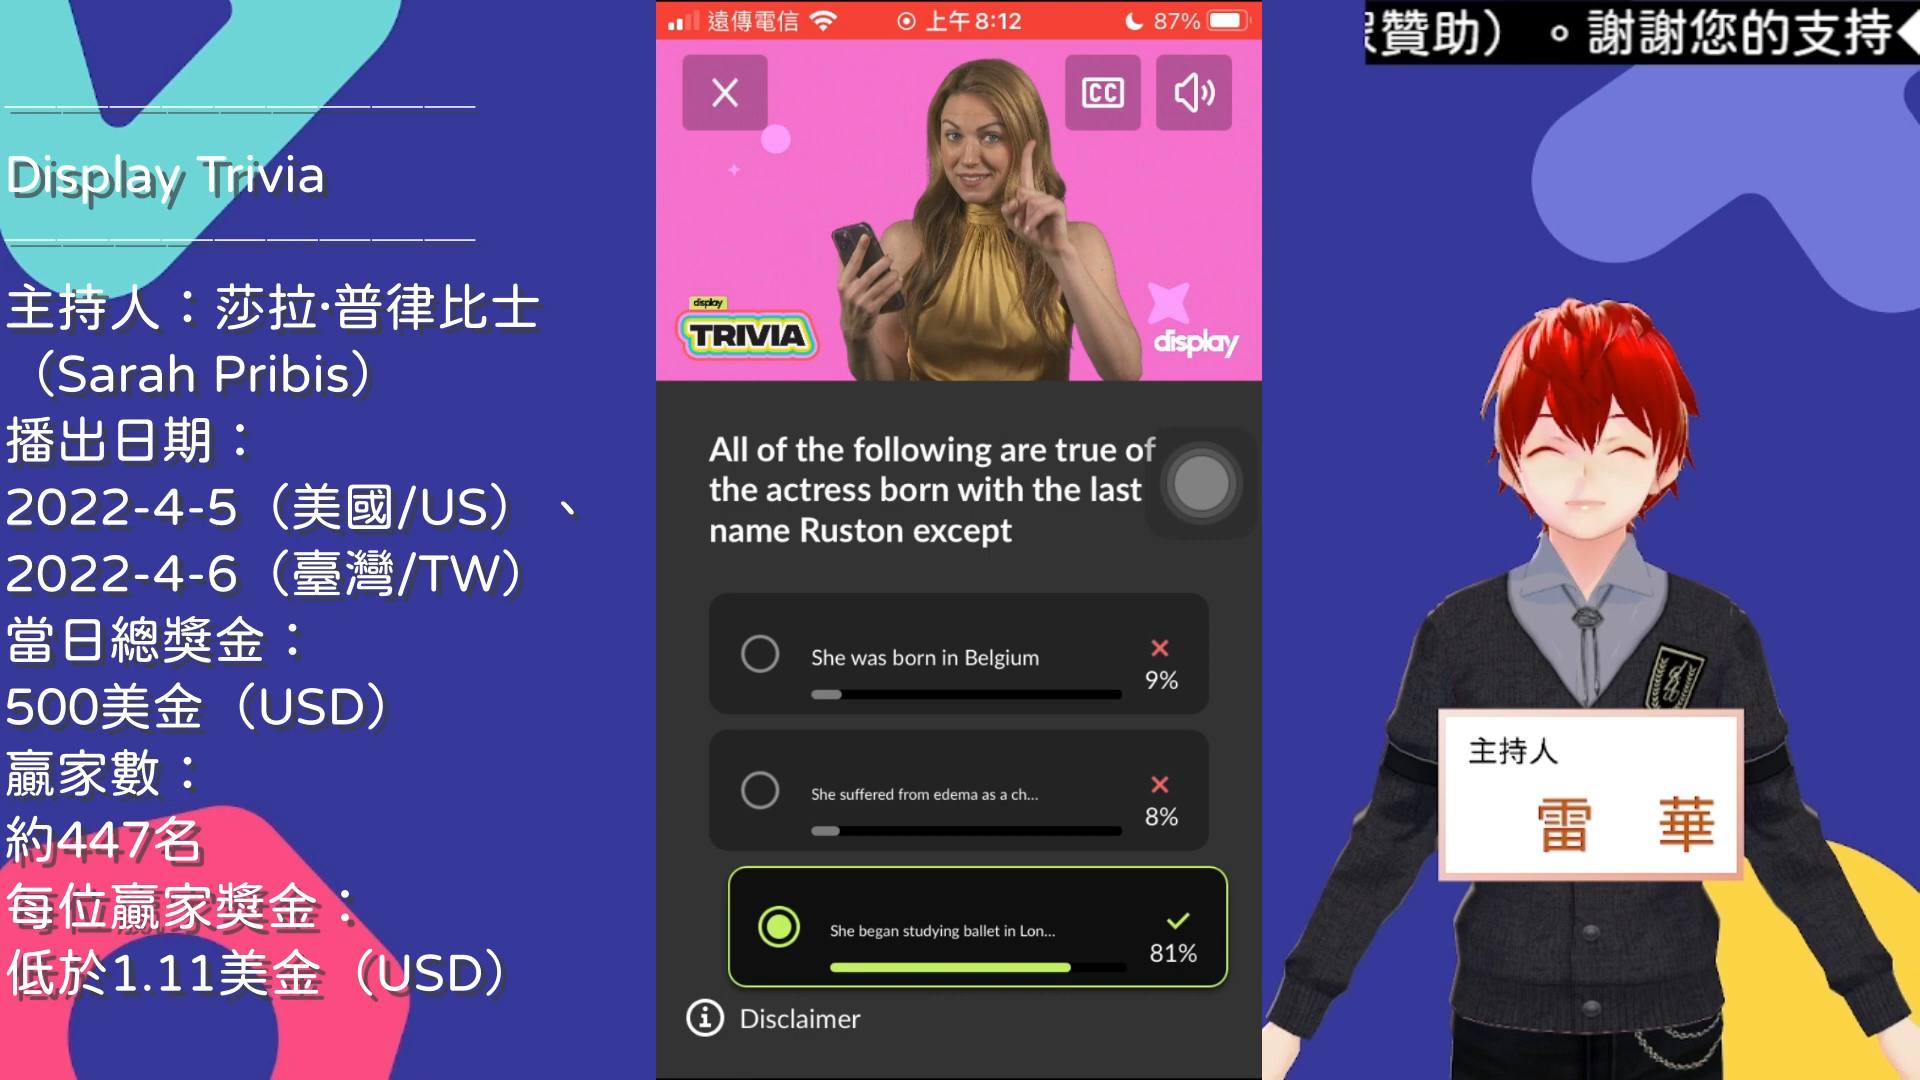 Display Trivia
主持人：莎拉·普律比士
（Sarah Pribis）
播出日期：
2022-4-5（美國/US）、
2022-4-6（臺灣/TW）
當日總獎金：
500美金（USD）
贏家數：
約447名
每位贏家獎金：
低於1.11美金（USD）
遠傳電信
上午8:12
87%
CC
display
TRIVIA
display
All of the following are true of
the actress born with the last
name Ruston except
She was born in Belgium
9%
She suffered from edema as a ch...
8%
She began studying ballet in Lon...
81%
Disclaimer
贊助）。謝謝您的支持
主持人
雷 華